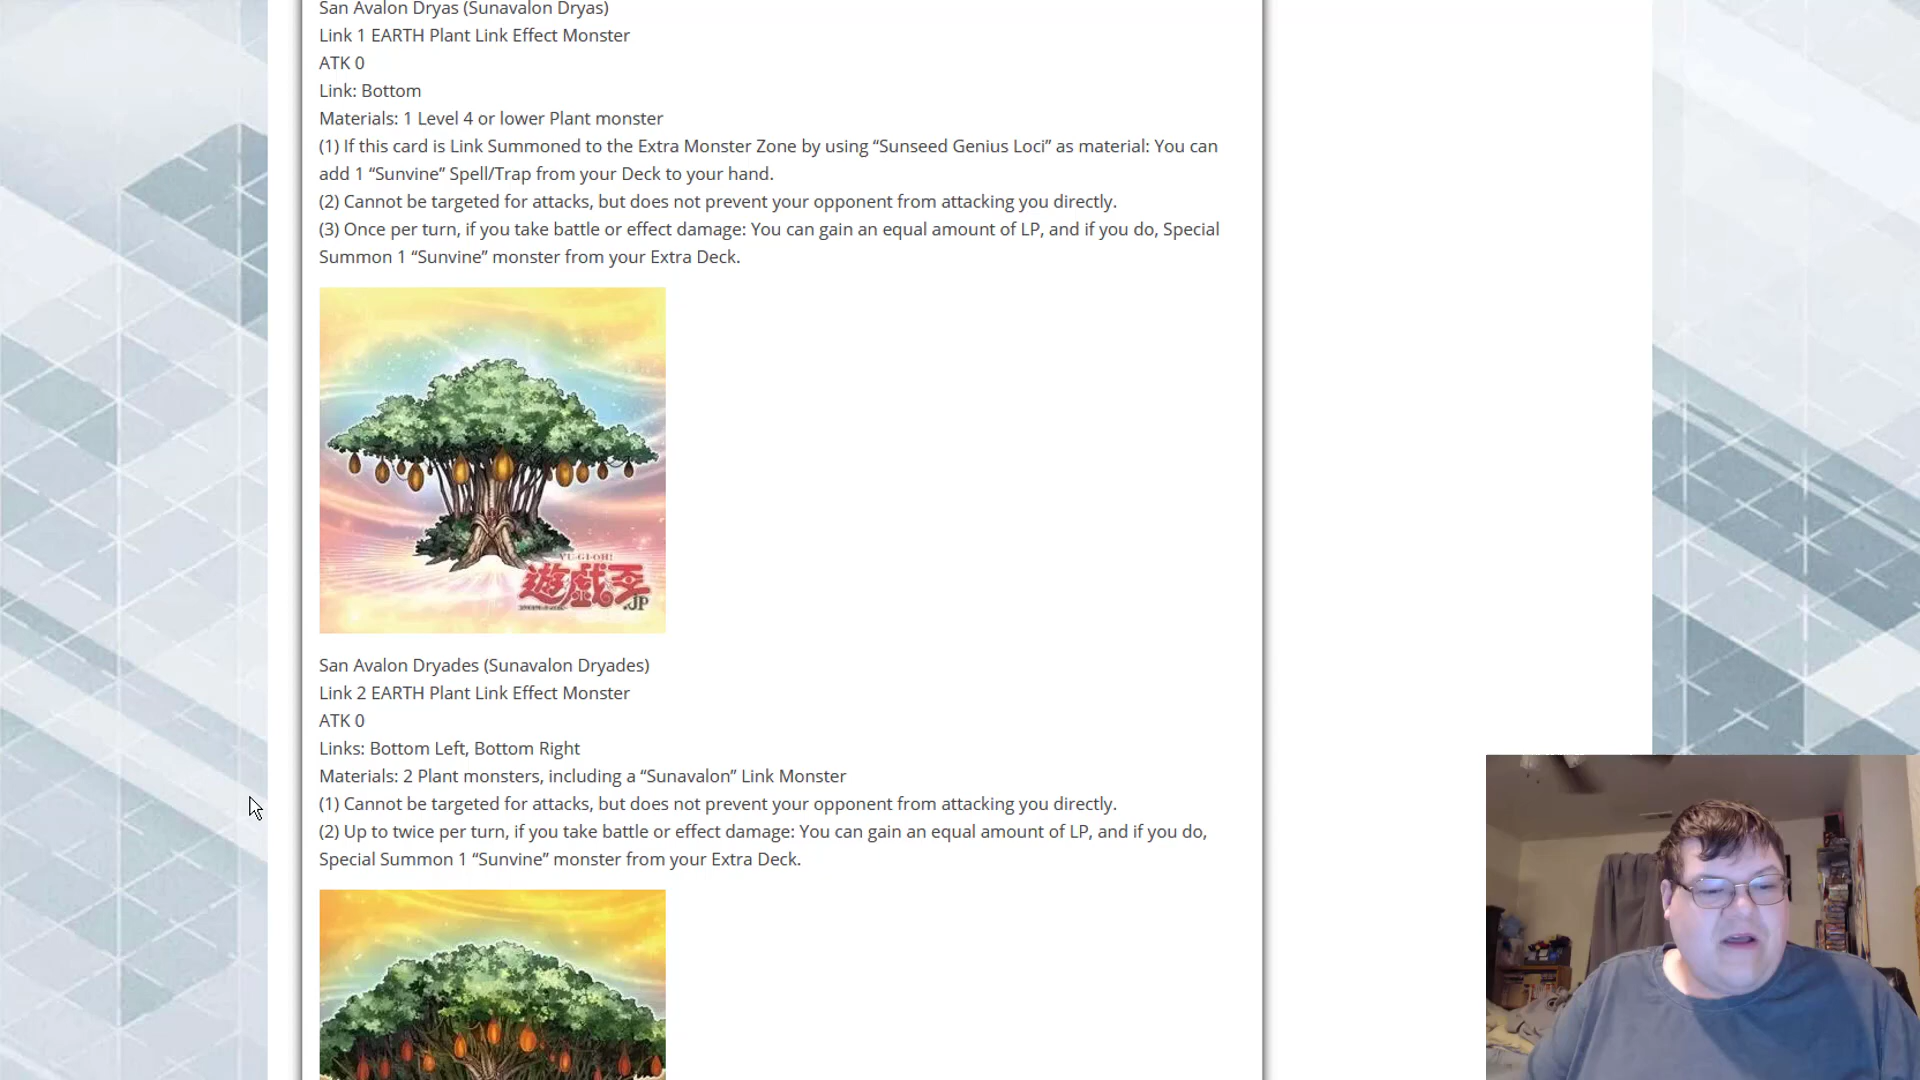 San Avalon Dryas (Sunavalon Dryas)
Link 1 EARTH Plant Link Effect Monster
ATK 0
Link: Bottom
Materials: 1 Level 4 or lower Plant monster
(1) If this card is Link Summoned to the Extra Monster Zone by using “Sunseed Genius Loci” as material: You can
add 1 “Sunvine” Spell/Trap from your Deck to your hand.
(2) Cannot be targeted for attacks, but does not prevent your opponent from attacking you directly.
(3) Once per turn, if you take battle or effect damage: You can gain an equal amount of LP, and if you do, Special
Summon 1 “Sunvine” monster from your Extra Deck.
YU-GI-OH!
遊戯王
.JP
San Avalon Dryades (Sunavalon Dryades)
Link 2 EARTH Plant Link Effect Monster
ATK 0
Links: Bottom Left, Bottom Right
Materials: 2 Plant monsters, including a “Sunavalon” Link Monster
(1) Cannot be targeted for attacks, but does not prevent your opponent from attacking you directly.
(2) Up to twice per turn, if you take battle or effect damage: You can gain an equal amount of LP, and if you do,
Special Summon 1 “Sunvine” monster from your Extra Deck.